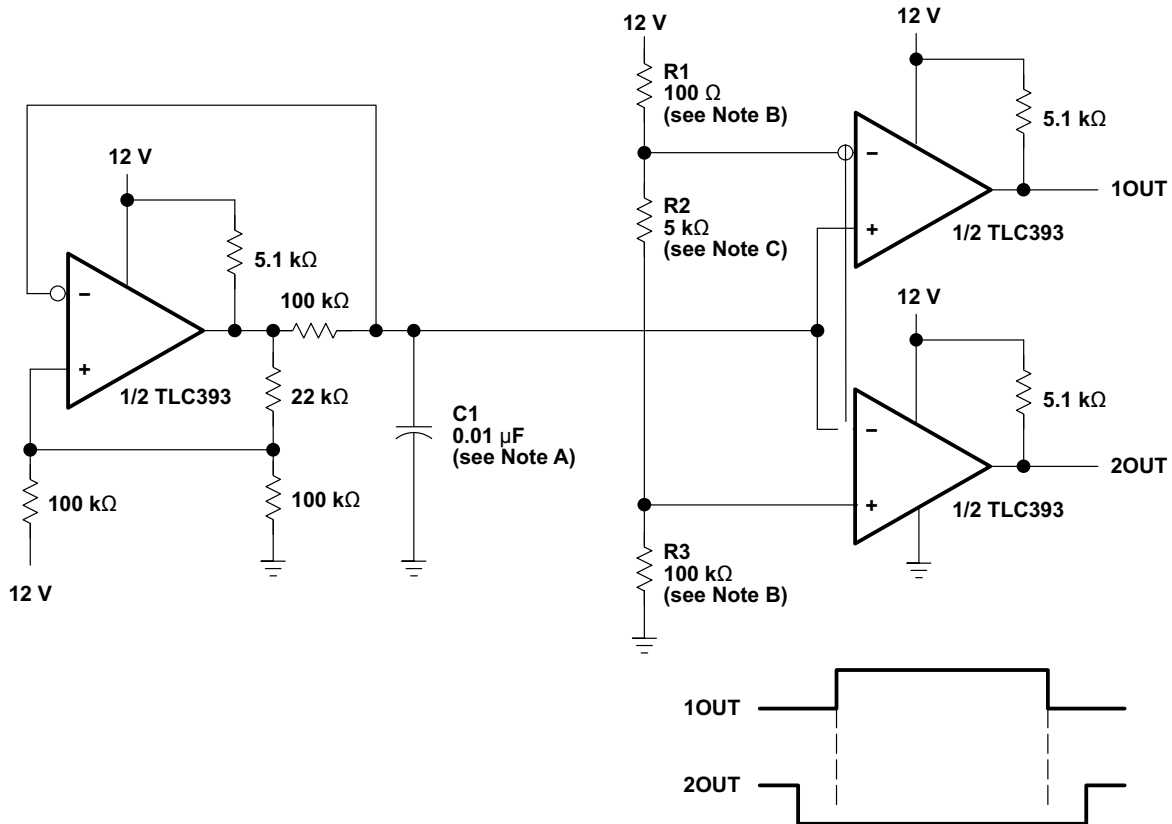 12 V
12 V
R1
100 Ω
(see Note B)
5.1 kΩ
12 V
−
1OUT
R2
5 kΩ
(see Note C)
+
1/2 TLC393
5.1 kΩ
12 V
−
100 kΩ
+
1/2 TLC393
22 kΩ
5.1 kΩ
C1
0.01 µF
(see Note A)
−
2OUT
100 kΩ
100 kΩ
+
1/2 TLC393
R3
100 kΩ
(see Note B)
12 V
1OUT
2OUT